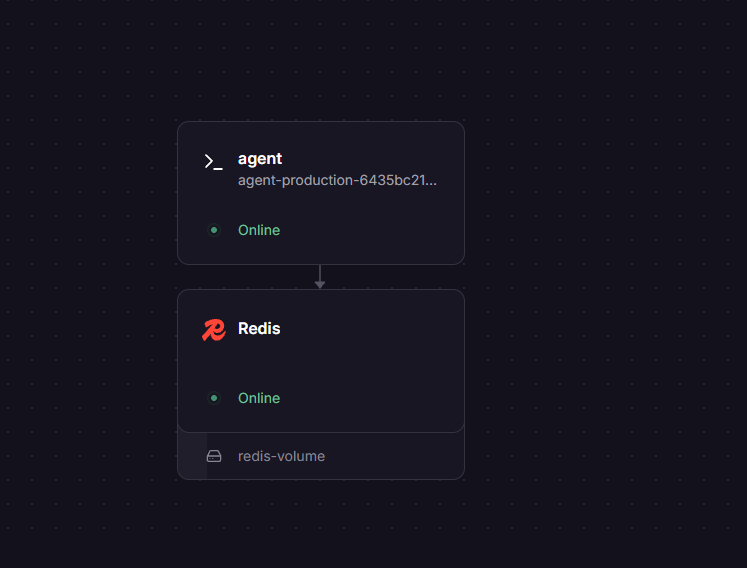 agent
agent-production-6435bc21...
Online
Redis
Online
redis-volume